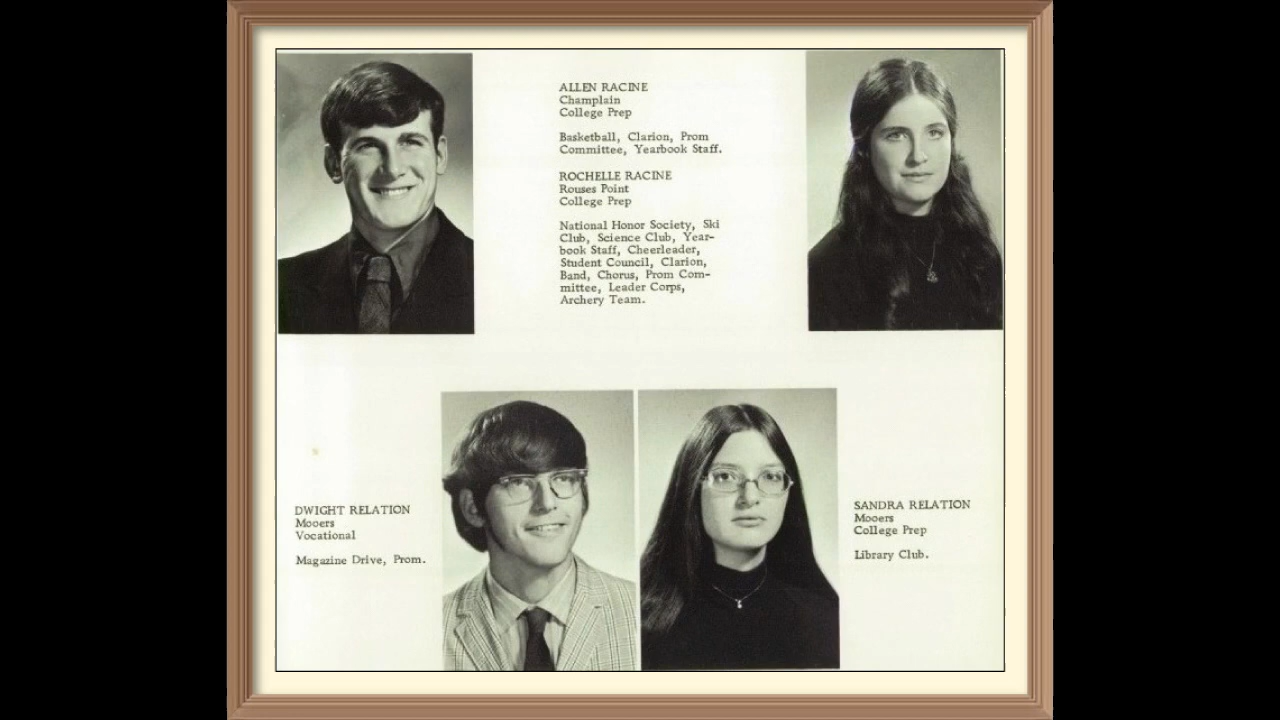 ALLEN RACINE
Champlain
College Prep
Basketball, Clarion, Prom
Committee, Yearbook Staff.
ROCHELLE RACINE
Rouses Point
College Prep
National Honor Society, Ski
Club, Science Club, Year-
book Staff, Cheerleader,
Student Council, Clarion,
Band, Chorus, Prom Com-
mittee, Leader Corps,
Archery Team.
DWIGHT RELATION
Mooers
Vocational
Magazine Drive, Prom.
SANDRA RELATION
Mooers
College Prep
Library Club.